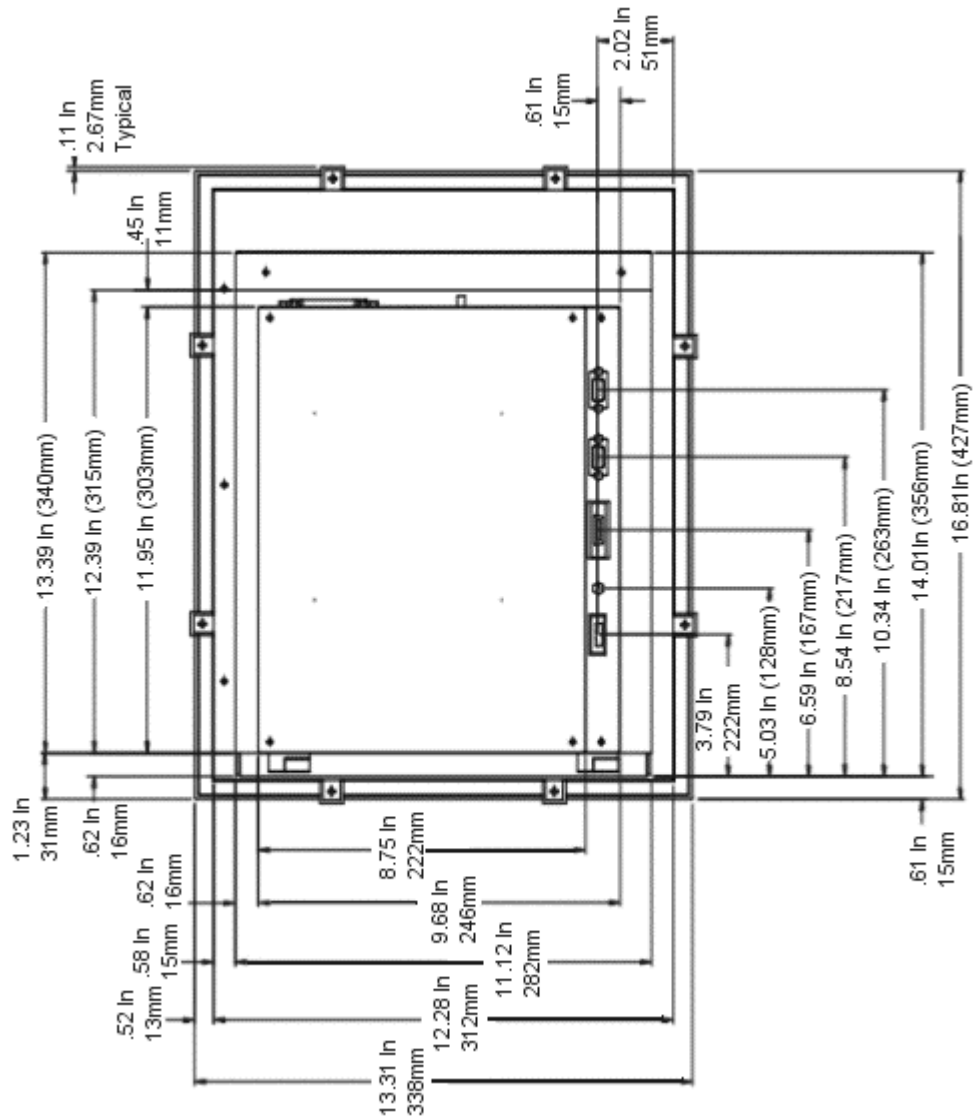 .11 In
2.67mm
Typical
.45 In
11mm
.61 In
15mm
2.02 In
51mm
13.39 In (340mm)
12.39 In (315mm)
11.95 In (303mm)
1.23 In
31mm
.62 In
16mm
.62 In
16mm
.58 In
15mm
.52 In
13mm
8.75 In
222mm
9.68 In
246mm
11.12 In
282mm
12.28 In
312mm
13.31 In
338mm
3.79 In
222mm
5.03 In (128mm)
6.59 In (167mm)
8.54 In (217mm)
10.34 In (263mm)
14.01 In (356mm)
16.81In (427mm)
.61 In
15mm